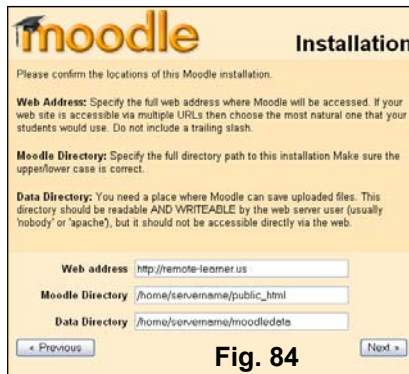 moodle
Installation
Please confirm the locations of this Moodle installation.
Web Address: Specify the full web address where Moodle will be accessed. If your
web site is accessible via multiple URLs then choose the most natural one that your
students would use. Do not include a trailing slash.
Moodle Directory: Specify the full directory path to this installation Make sure the
upper/lower case is correct.
Data Directory: You need a place where Moodle can save uploaded files. This
directory should be readable AND WRITEABLE by the web server user (usually
'nobody' or 'apache'), but it should not be accessible directly via the web.
Web address http://remote-learner.us
Moodle Directory /home/servername/public_html
Data Directory /home/servername/moodledata
« Previous Fig. 84 Next »